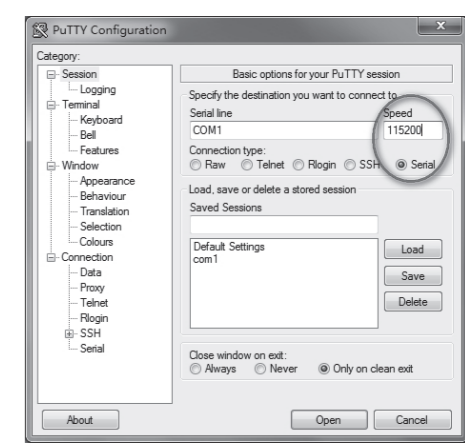 PuTTY Configuration
Category:
Session
Logging
Terminal
Keyboard
Bell
Features
Window
Appearance
Behaviour
Translation
Selection
Colours
Connection
Data
Proxy
Telnet
Rlogin
SSH
Serial
Basic options for your PuTTY session
Specify the destination you want to connect to
Serial line Speed
COM1 115200
Connection type:
Raw Telnet Rlogin SSH Serial
Load, save or delete a stored session
Saved Sessions
Default Settings
com1
Load
Save
Delete
Close window on exit:
Always Never Only on clean exit
About Open Cancel